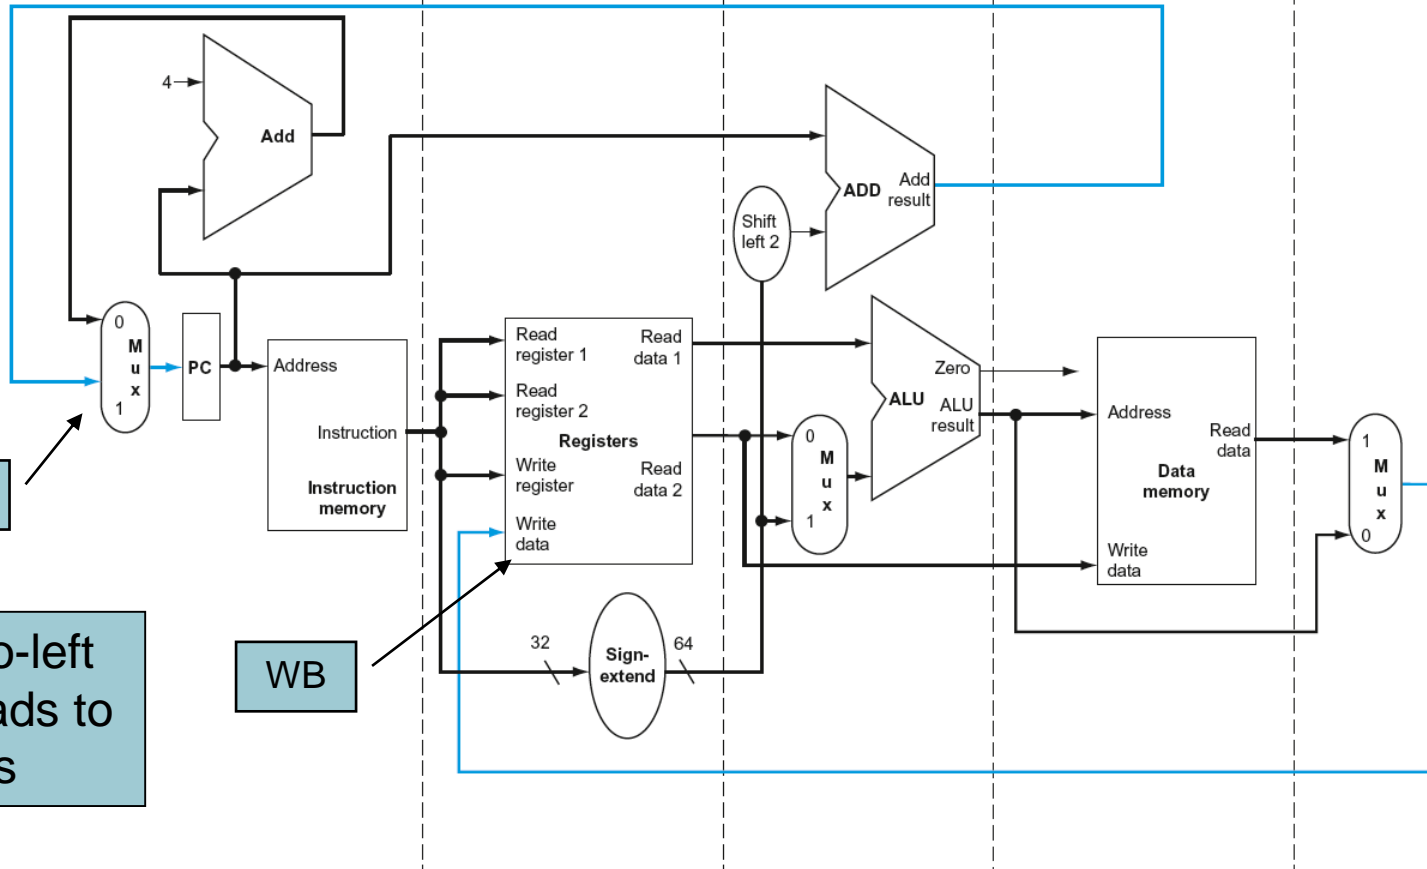 4
Add
ADD
Add
result
Shift
left 2
0
M
u
x
1
PC
Address
Instruction
Instruction
memory
Read
register 1
Read
data 1
Read
register 2
Registers
Write
register
Read
data 2
Write
data
0
M
u
x
1
Zero
ALU
ALU
result
Address
Read
data
Data
memory
Write
data
1
M
u
x
0
32
Sign-
extend
64
WB
-left
to